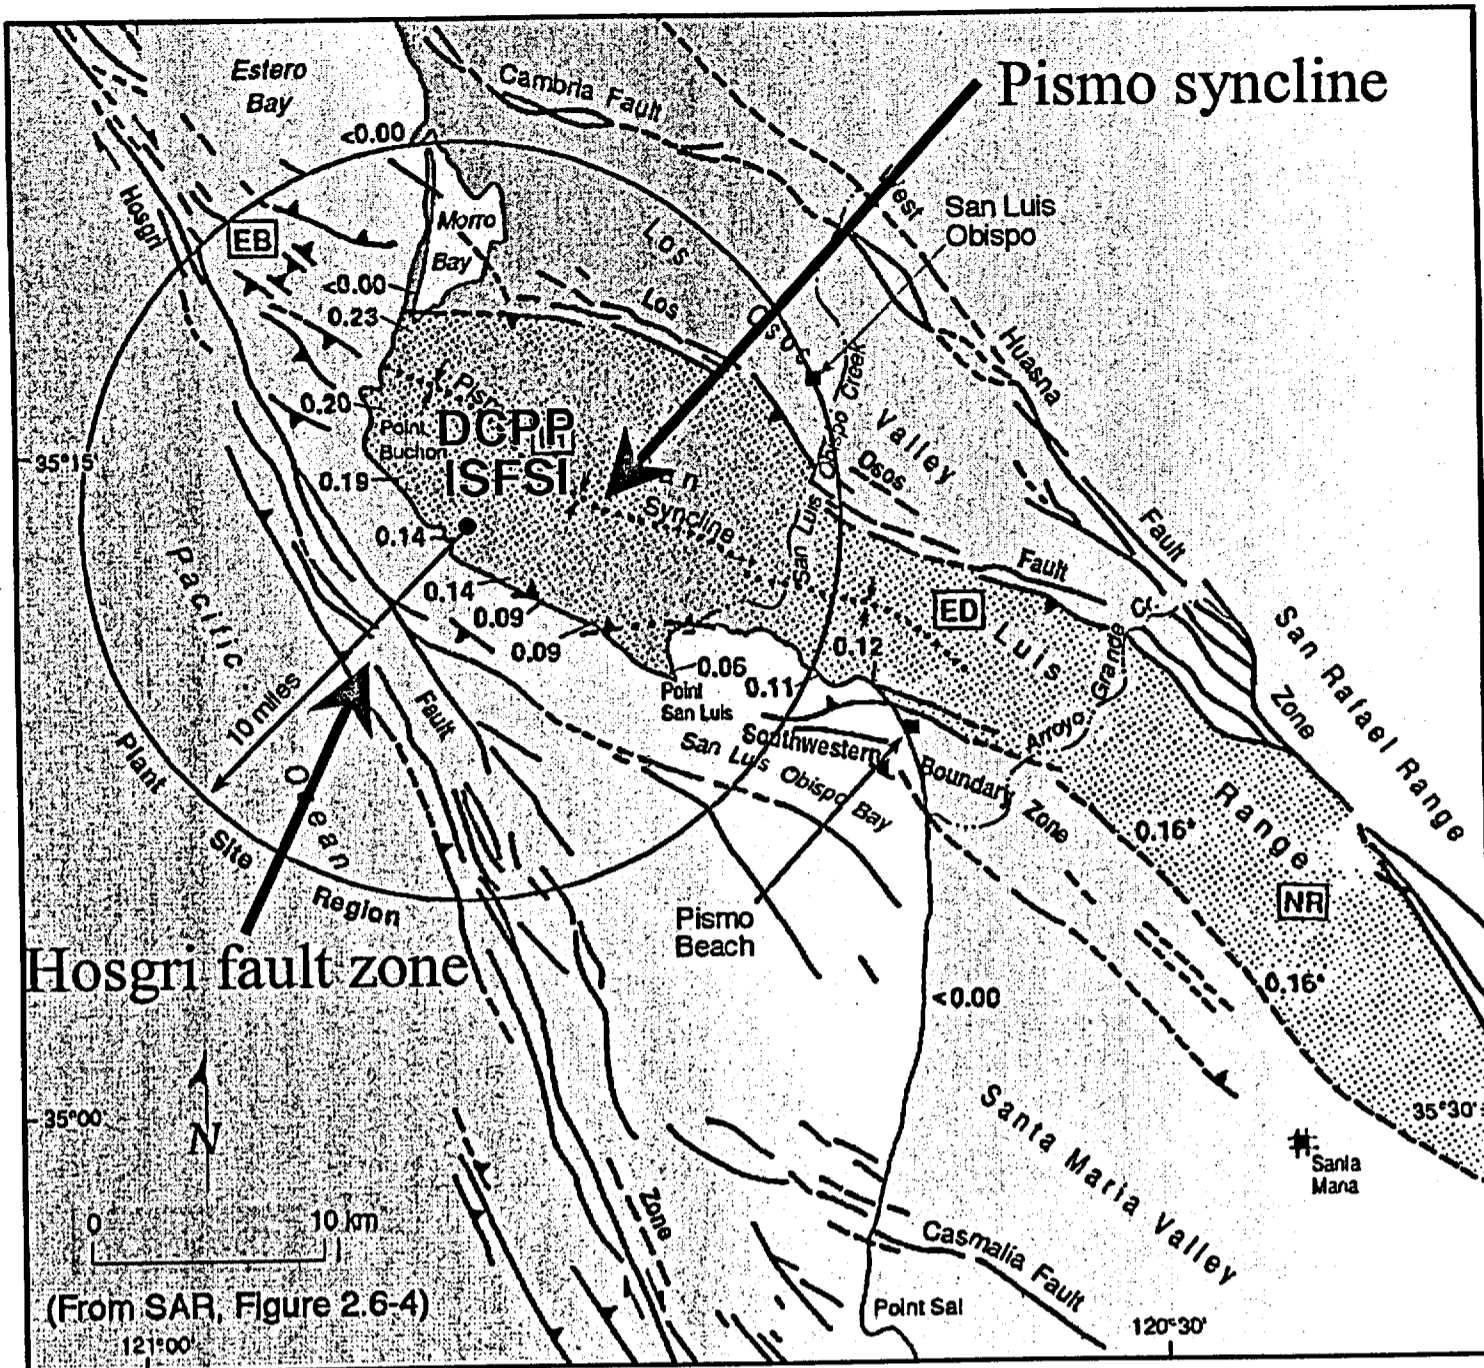 Estero
Bay
Cambria Fault
Pismo syncline
<0.00
Hosgri
EB
Morro
Bay
Los
West
San Luis
Obispo
<0.00
0.23
Los
Osos
Huasna
0.20
Point
Buchon
DCPP
ISFSI
Obispo Creek
Valley
Osos
35°15'
0.19
Syncline
San Luis
Fault
Fault
0.14
0.14
0.09
0.09
Pacific
ED
Luis
0.12
Grande
San Rafael Range
Zone
0.06
0.11
Point
San Luis
10 miles
Fault
Plant
Ocean
Southwestern
Boundary
Zone
Arroyo
San Luis Obispo Bay
Range
0.16*
Site
Region
Pismo
Beach
NR
Hosgri fault zone
<0.00
0.16*
35°00'
N
Santa Maria Valley
35°30'
Santa
Maria
0
10 km
Zone
Casmalia Fault
(From SAR, Figure 2.6-4)
Point Sal
121°00'
120°30'